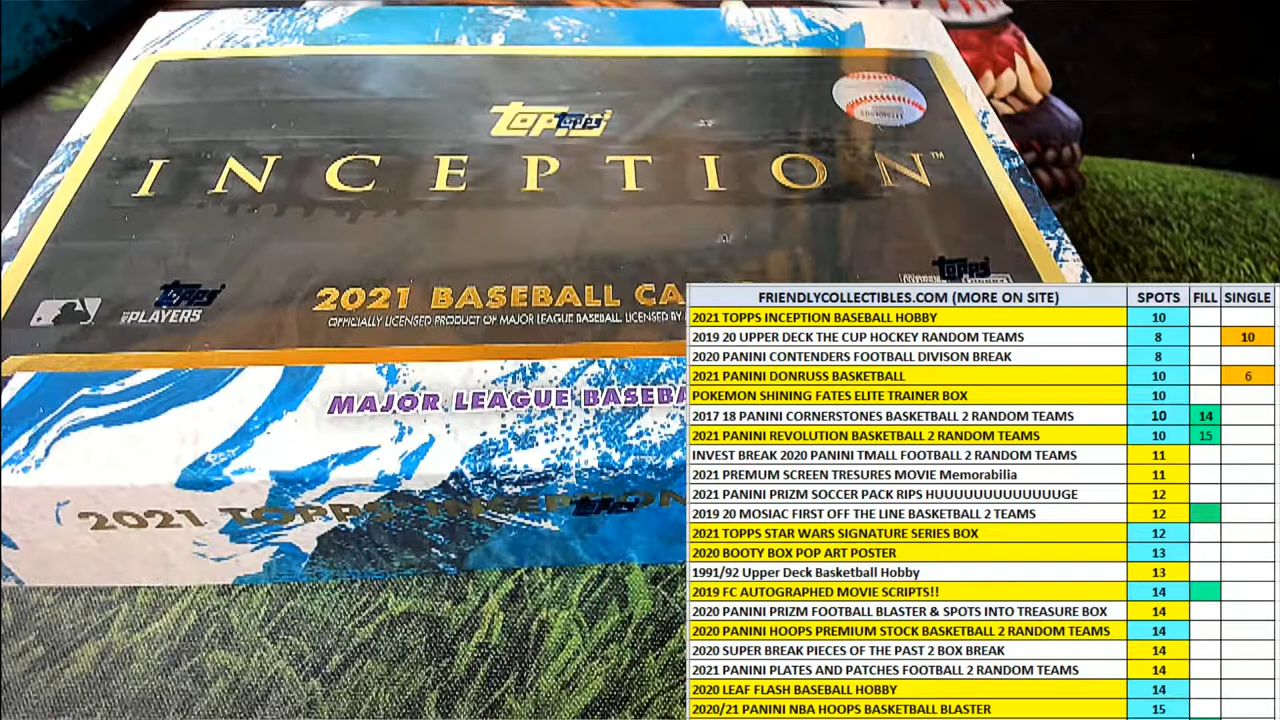 Topps
INCEPTION™
Topps
MLB PLAYERS
Topps
2021 BASEBALL CA
OFFICIALLY LICENSED PRODUCT OF MAJOR LEAGUE BASEBALL. LICENSED BY
MAJOR LEAGUE BASEBA
2021 TOPPS INCEPTION
FRIENDLYCOLLECTIBLES.COM (MORE ON SITE) SPOTS FILL SINGLE
2021 TOPPS INCEPTION BASEBALL HOBBY 10
2019 20 UPPER DECK THE CUP HOCKEY RANDOM TEAMS 8 10
2020 PANINI CONTENDERS FOOTBALL DIVISON BREAK 8
2021 PANINI DONRUSS BASKETBALL 10 6
POKEMON SHINING FATES ELITE TRAINER BOX 10
2017 18 PANINI CORNERSTONES BASKETBALL 2 RANDOM TEAMS 10 14
2021 PANINI REVOLUTION BASKETBALL 2 RANDOM TEAMS 10 15
INVEST BREAK 2020 PANINI TMALL FOOTBALL 2 RANDOM TEAMS 11
2021 PREMUM SCREEN TRESURES MOVIE Memorabilia 11
2021 PANINI PRIZM SOCCER PACK RIPS HUUUUUUUUUUUUUGE 12
2019 20 MOSIAC FIRST OFF THE LINE BASKETBALL 2 TEAMS 12
2021 TOPPS STAR WARS SIGNATURE SERIES BOX 12
2020 BOOTY BOX POP ART POSTER 13
1991/92 Upper Deck Basketball Hobby 13
2019 FC AUTOGRAPHED MOVIE SCRIPTS!! 14
2020 PANINI PRIZM FOOTBALL BLASTER & SPOTS INTO TREASURE BOX 14
2020 PANINI HOOPS PREMIUM STOCK BASKETBALL 2 RANDOM TEAMS 14
2020 SUPER BREAK PIECES OF THE PAST 2 BOX BREAK 14
2021 PANINI PLATES AND PATCHES FOOTBALL 2 RANDOM TEAMS 14
2020 LEAF FLASH BASEBALL HOBBY 14
2020/21 PANINI NBA HOOPS BASKETBALL BLASTER 15